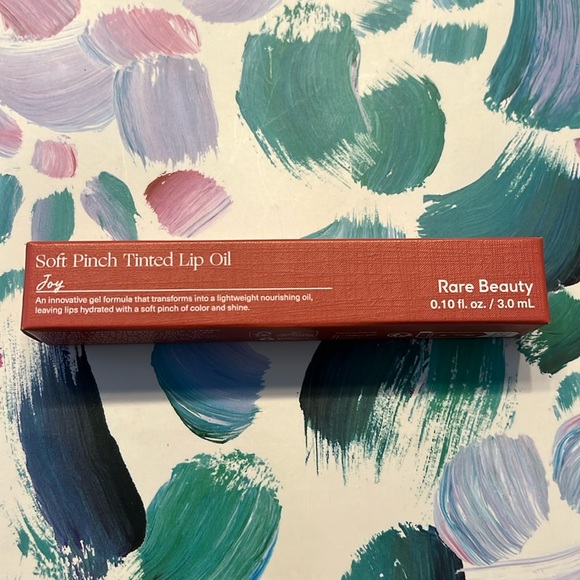 Soft Pinch Tinted Lip Oil
Joy
An innovative gel formula that transforms into a lightweight nourishing oil,
leaving lips hydrated with a soft pinch of color and shine.
Rare Beauty
0.10 fl. oz. / 3.0 mL